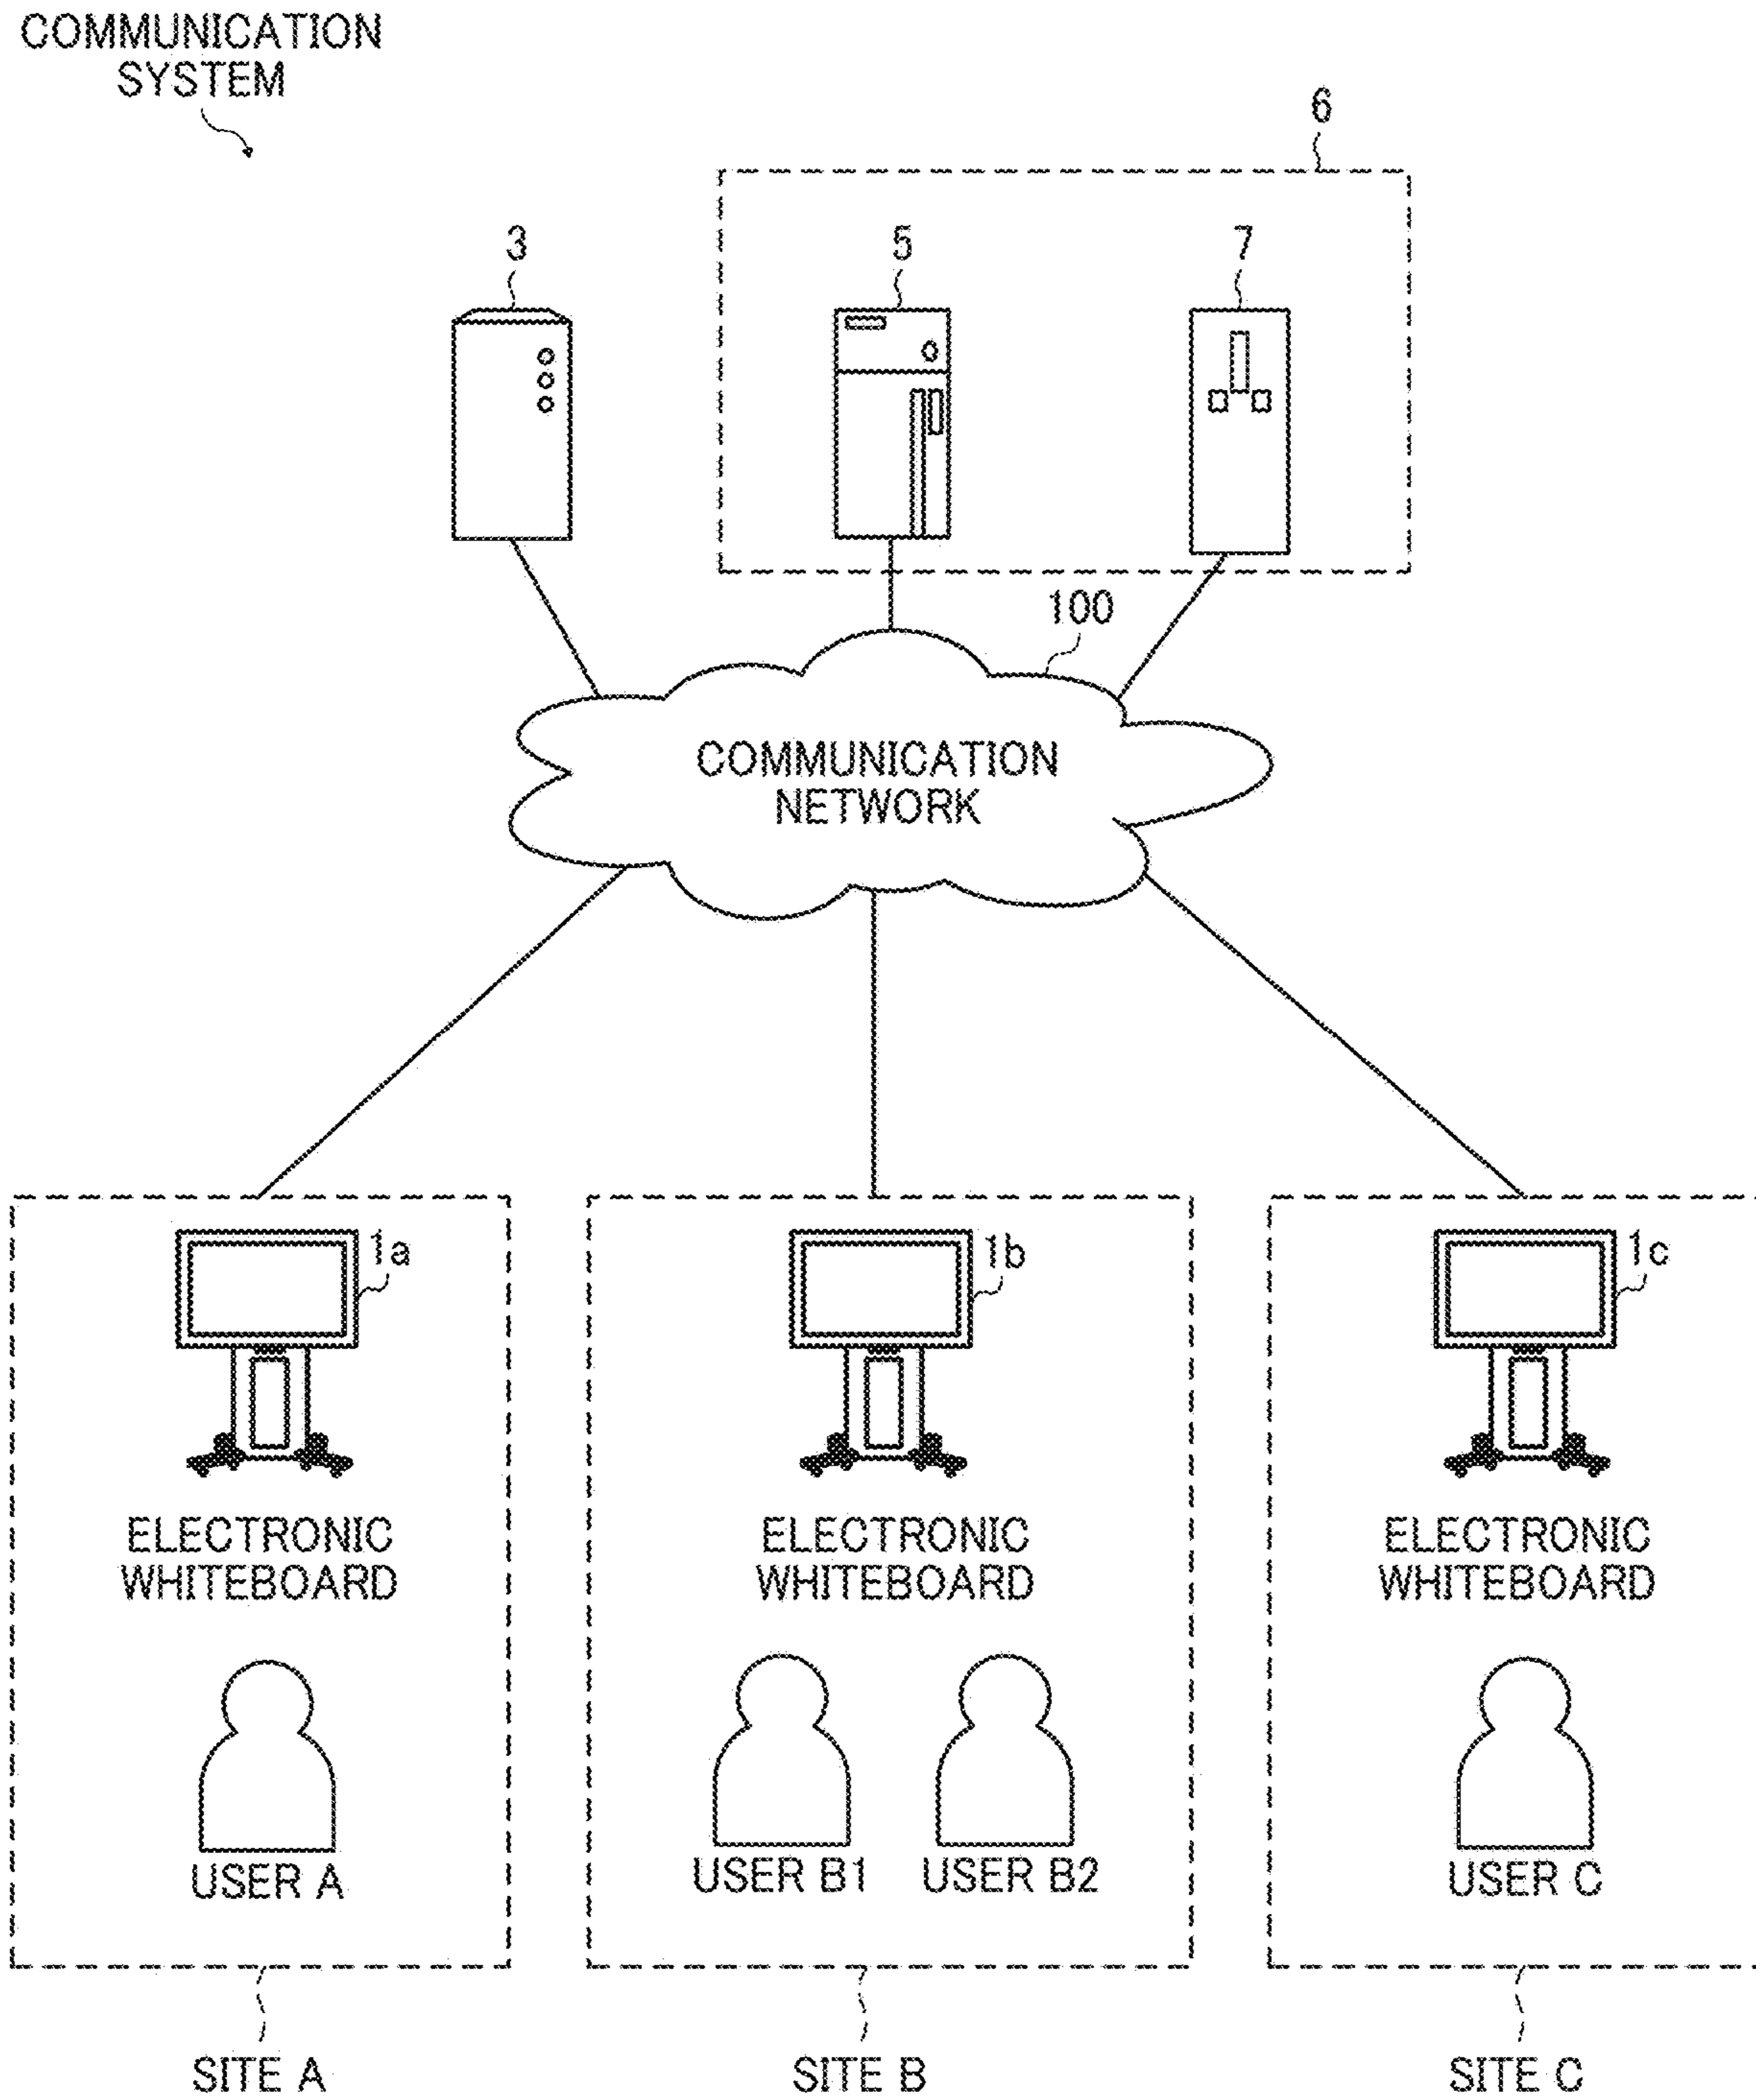 COMMUNICATION
SYSTEM
6
3
5
7
100
COMMUNICATION
NETWORK
1a
1b
1c
ELECTRONIC
WHITEBOARD
ELECTRONIC
WHITEBOARD
ELECTRONIC
WHITEBOARD
USER A
USER B1
USER B2
USER C
SITE A
SITE B
SITE C